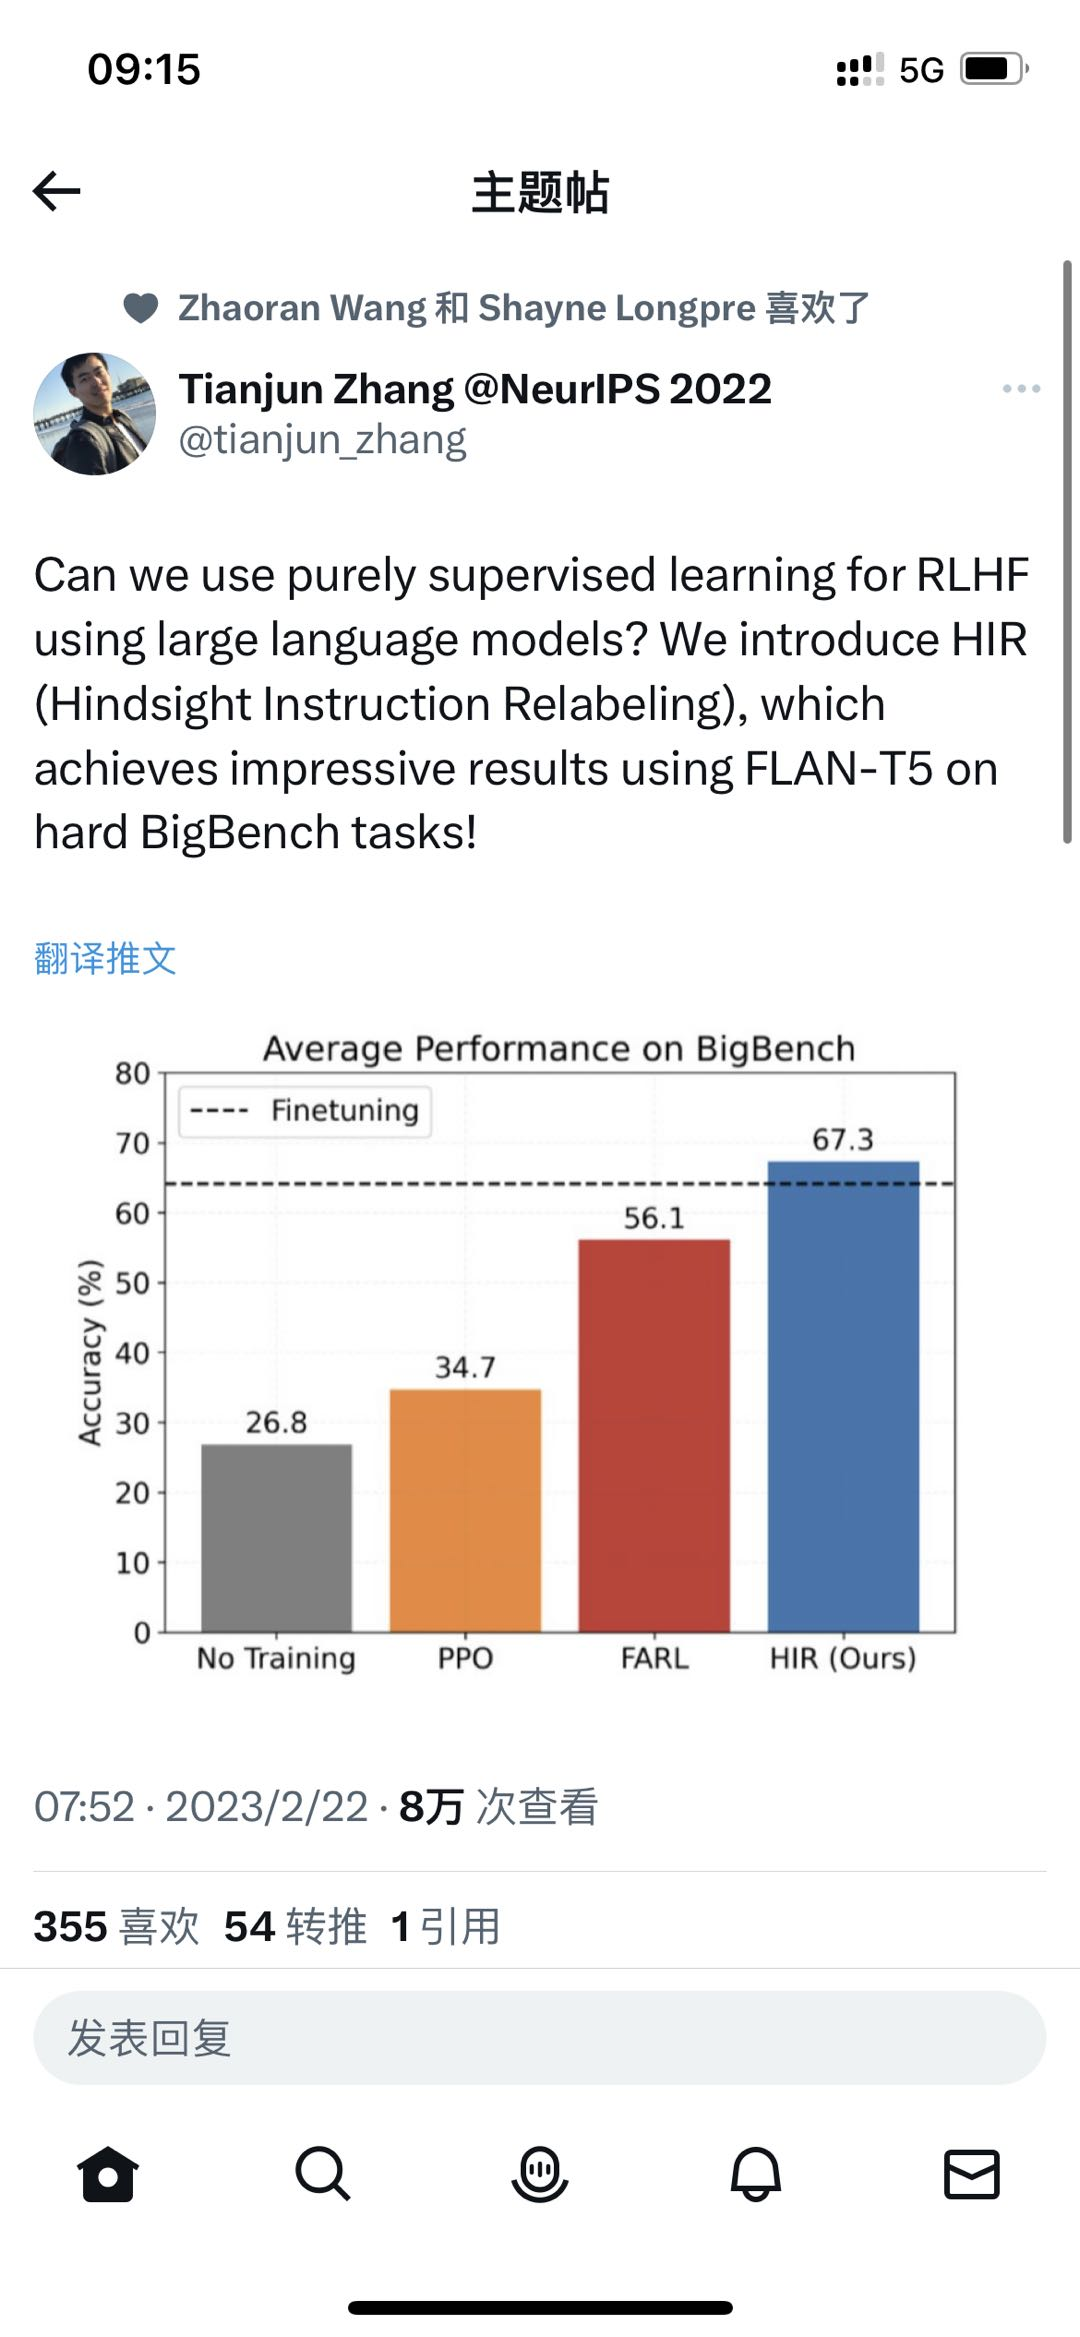 09:15
5G
主题帖
Zhaoran Wang 和 Shayne Longpre 喜欢了
Tianjun Zhang @NeurIPS 2022
@tianjun_zhang
Can we use purely supervised learning for RLHF
using large language models? We introduce HIR
(Hindsight Instruction Relabeling), which
achieves impressive results using FLAN-T5 on
hard BigBench tasks!
翻译推文
Average Performance on BigBench
Finetuning
Accuracy (%)
80
70
60
50
40
30
20
10
0
26.8
34.7
56.1
67.3
No Training
PPO
FARL
HIR (Ours)
07:52 · 2023/2/22 · 8万 次查看
355 喜欢 54 转推 1 引用
发表回复